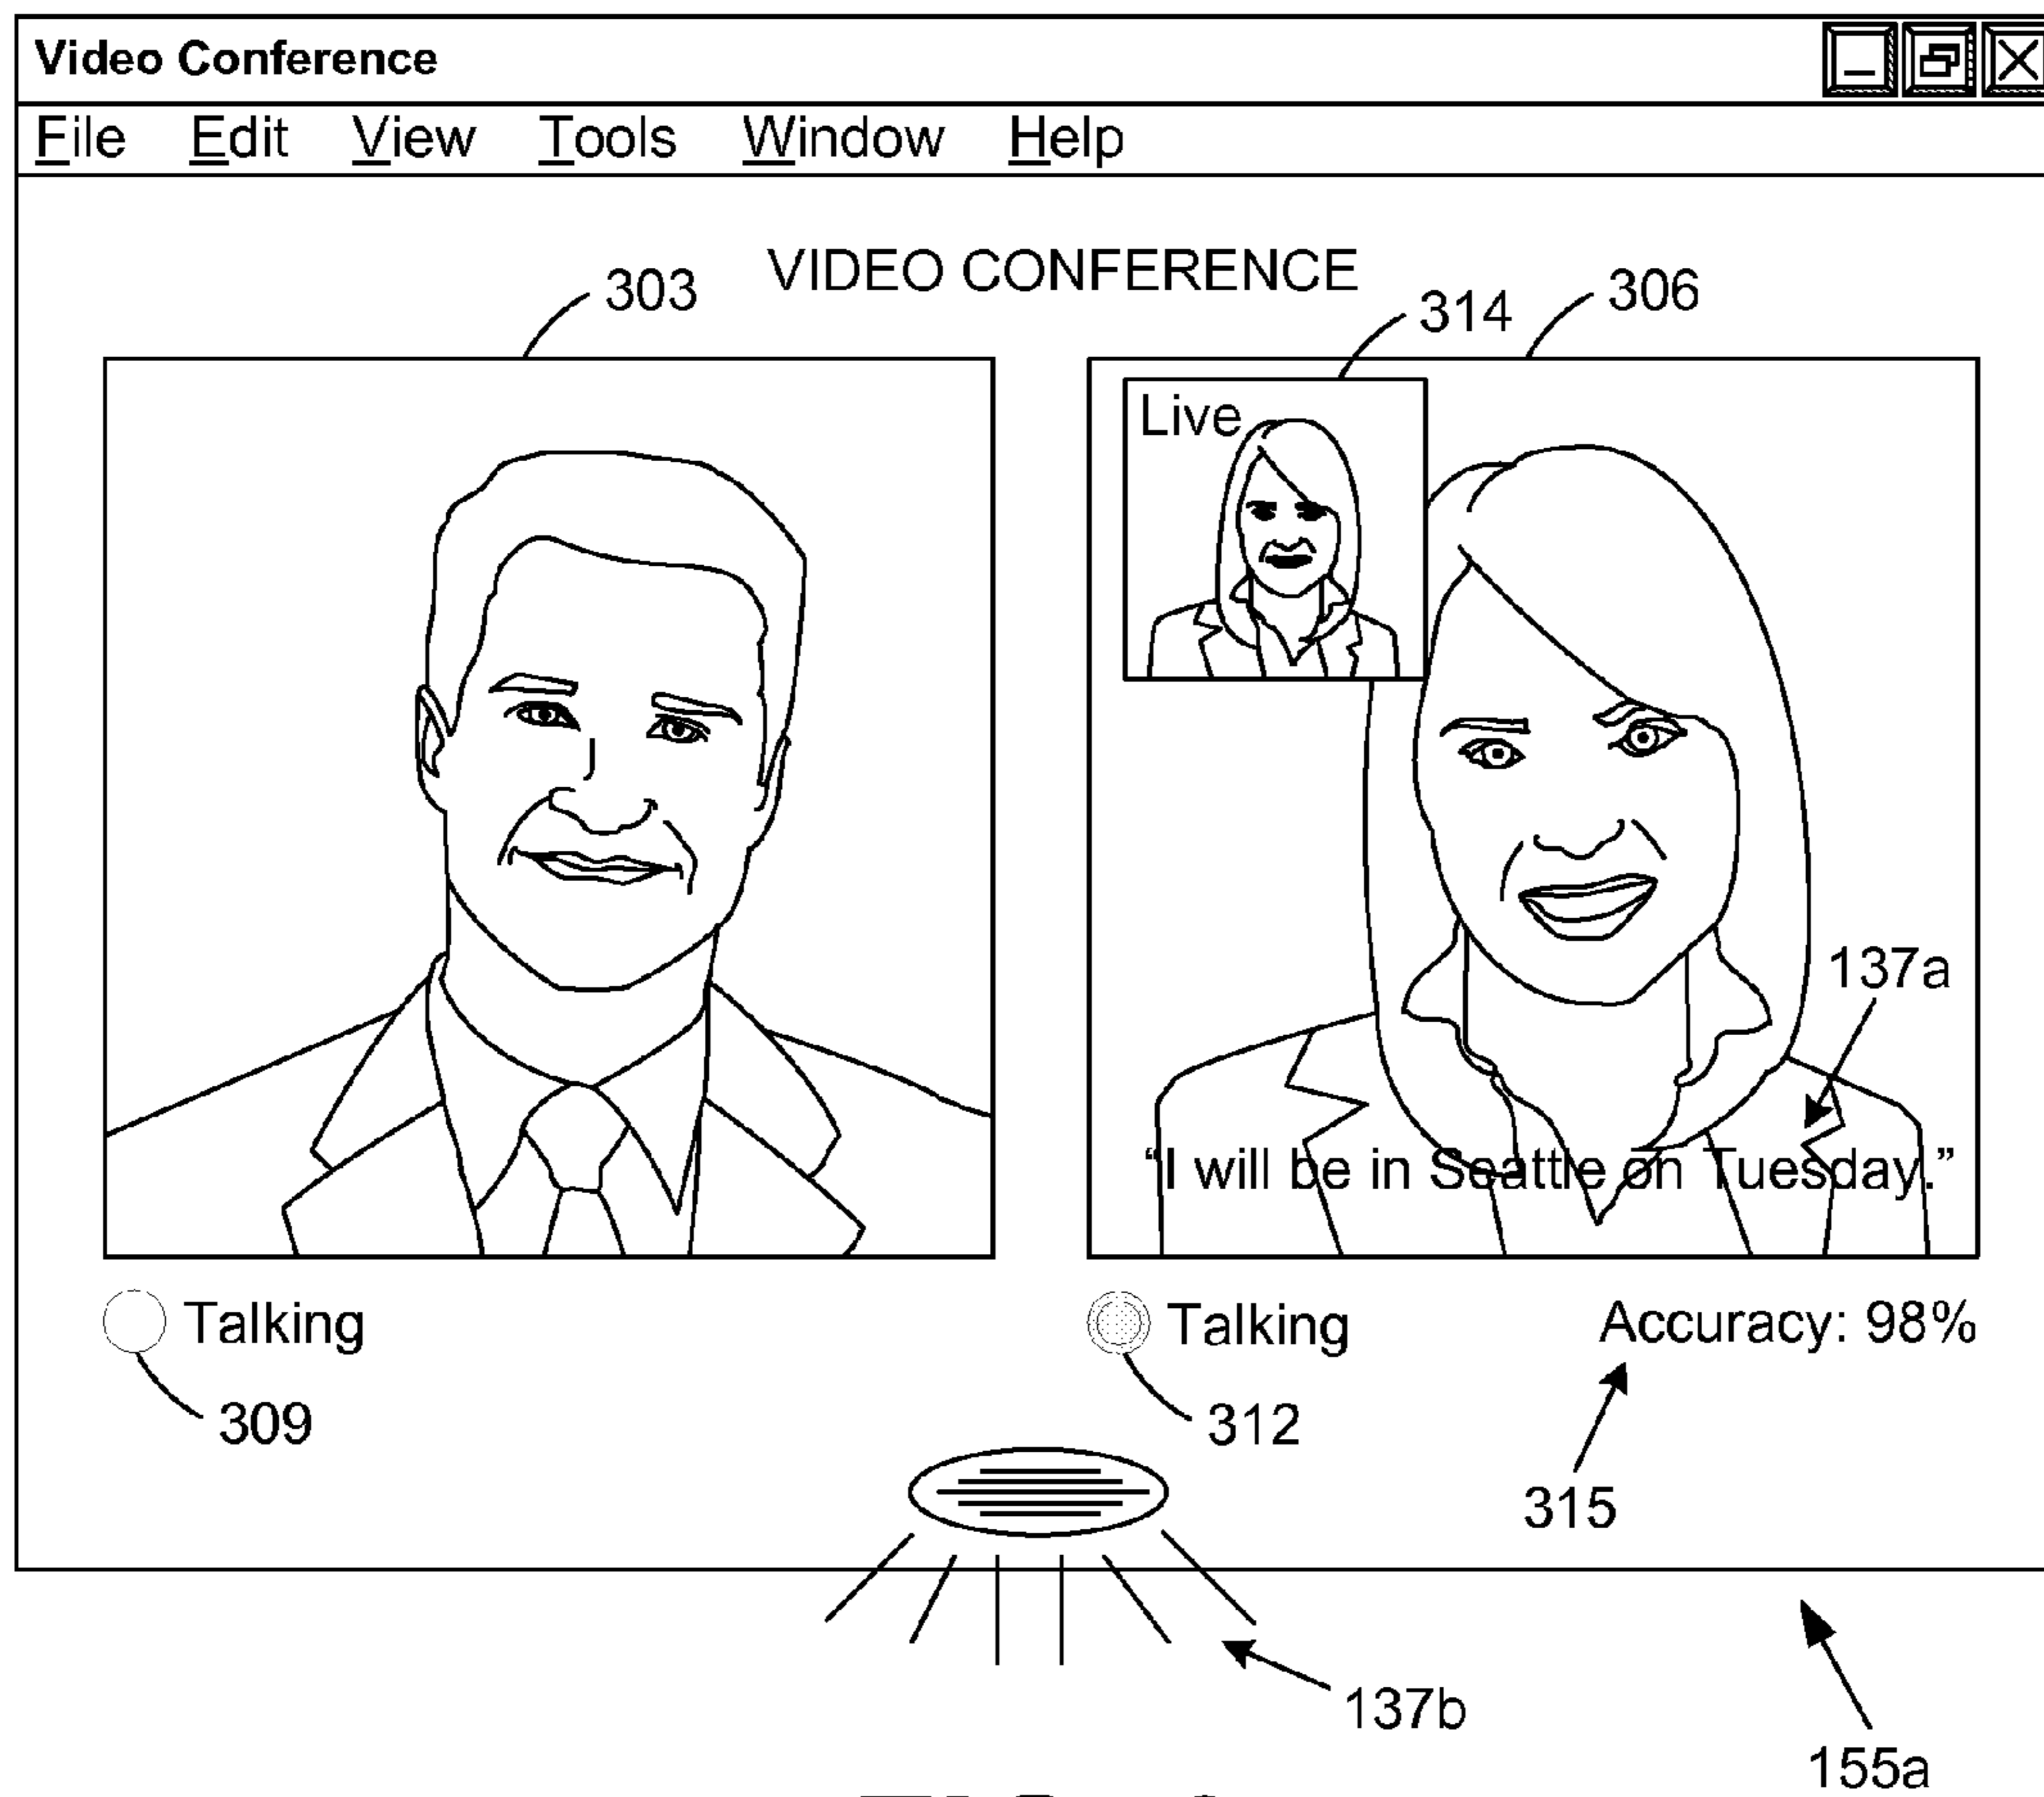 Video Conference
File Edit View Tools Window Help
VIDEO CONFERENCE
303
314
306
Live
137a
“I will be in Seattle on Tuesday.”
Talking
Talking
Accuracy: 98%
309
312
315
137b
155a